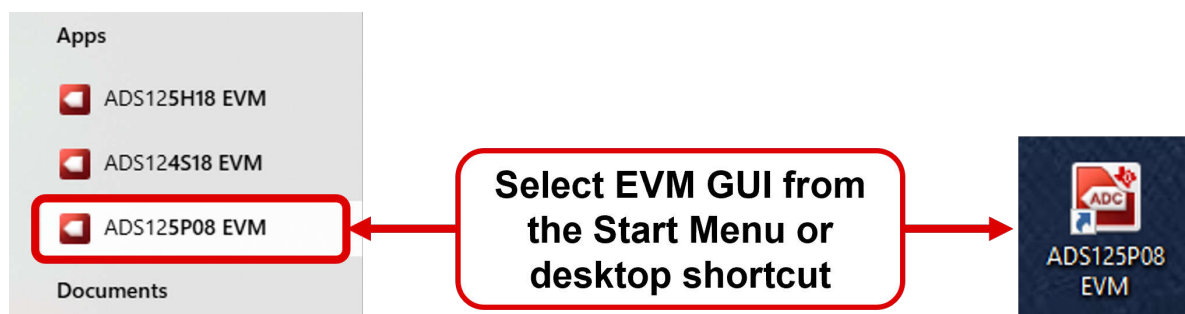 Apps
ADS125H18 EVM
ADS124S18 EVM
ADS125P08 EVM
Documents
Select EVM GUI from
the Start Menu or
desktop shortcut
ADC
ADS125P08
EVM